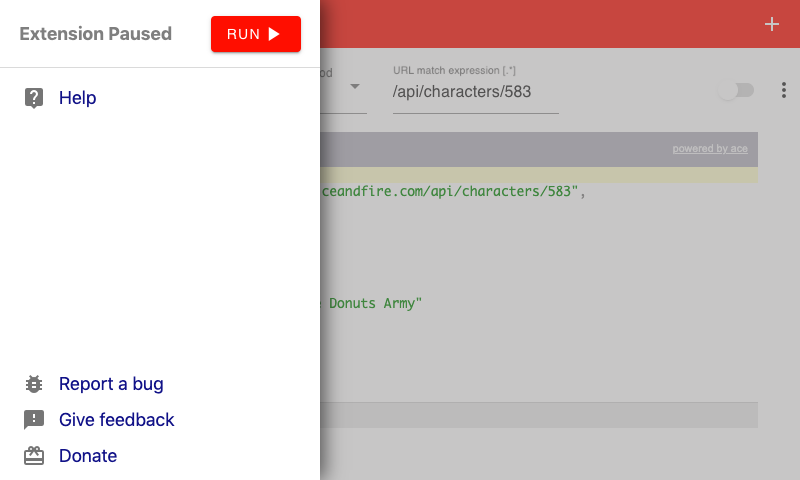 Extension Paused
RUN
Help
Report a bug
Give feedback
Donate
od
URL match expression [.*]
/api/characters/583
powered by ace
ceandfire.com/api/characters/583",
Donuts Army"